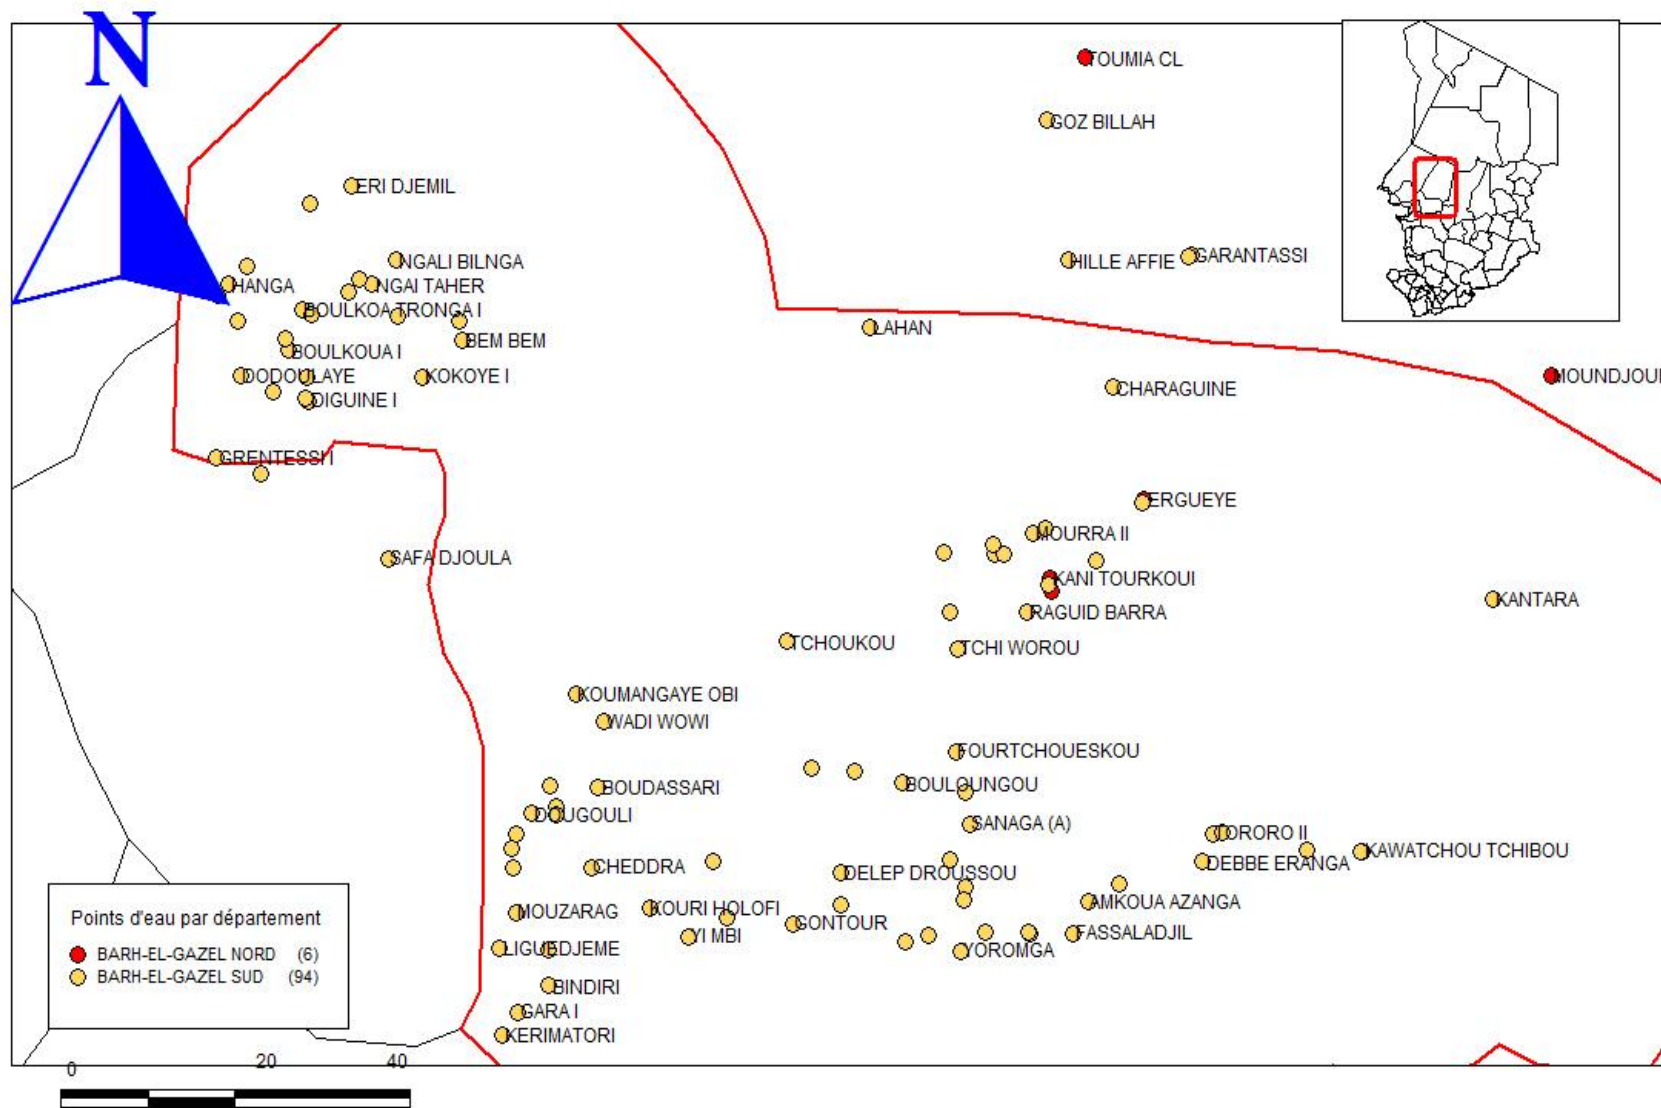 N
TOUMIA CL
GOZ BILLAH
ERI DJEMIL
NGALI BILNGA
HILLE AFFIE
GARANTASSI
HANGA
NGAI TAHER
BOULKOA TRONGA I
LAHAN
BEM BEM
BOULKOUA I
DODOULAYE
KOKOYE I
MOUNDJOU
CHARAGUINE
DIGUINE I
GRENTESSI I
ERGUEYE
MOURRA II
SAFA DJOULA
KANI TOURKOUI
KANTARA
RAGUID BARRA
TCHOUKOU
TCHI WOROU
KOUMANGAYE OBI
WADI WOWI
FOURTCHOUESKOU
BOUDASSARI
BOULOUNGOU
DOUGOULI
SANAGA (A)
ORORO II
KAWATCHOU TCHIBOU
DEBBE ERANGA
CHEDDRA
DELEP DROUSSOU
AMKOUA AZANGA
MOUZARAG
KOURI HOLOFI
GONTOUR
YI MBI
FASSALADJIL
LIGUEDJEME
YOROMGA
BINDIRI
GARA I
KERIMATORI
Points d'eau par département
BARH-EL-GAZEL NORD (6)
BARH-EL-GAZEL SUD (94)
0 20 40